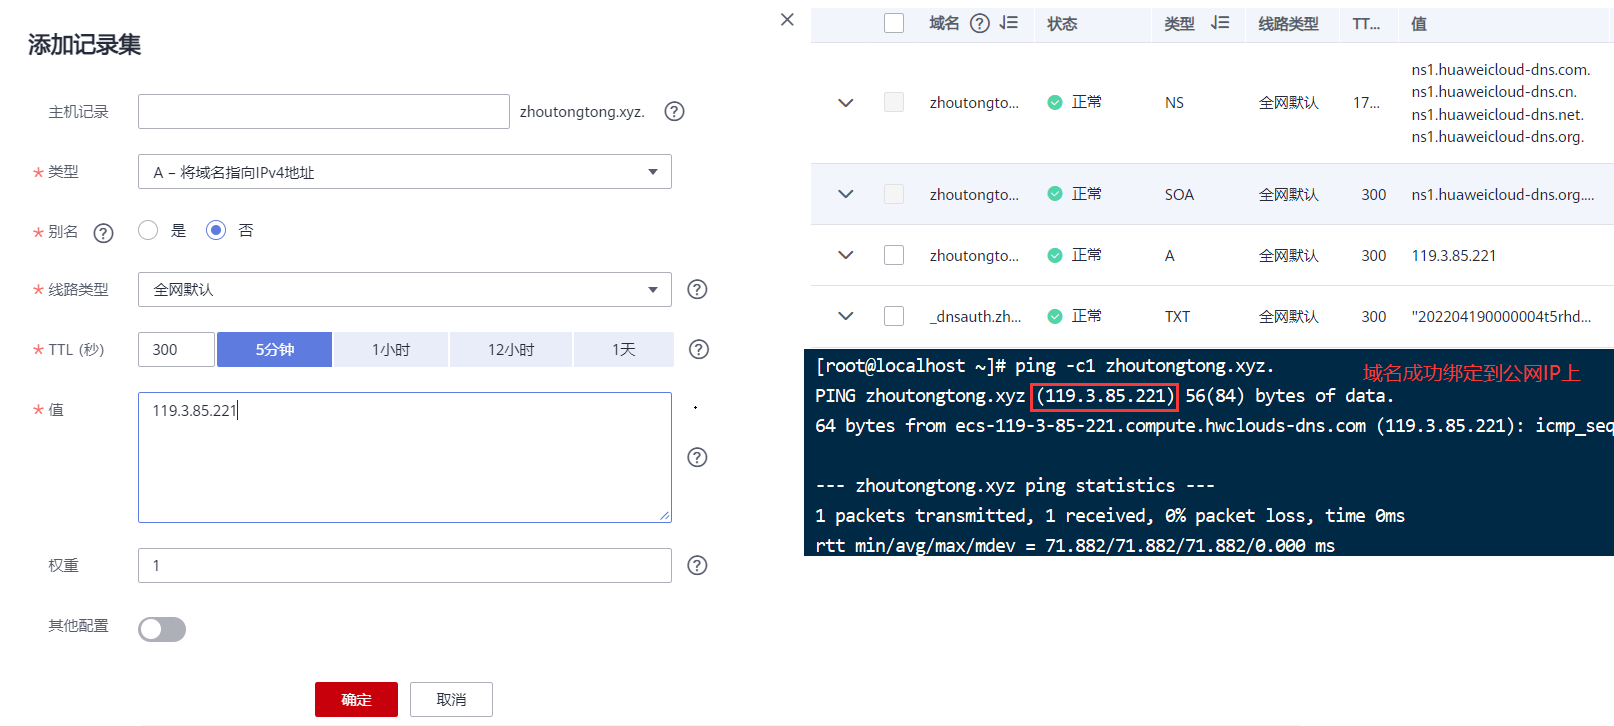 添加记录集
主机记录
zhoutongtong.xyz.
* 类型
A – 将域名指向IPv4地址
* 别名
是
否
* 线路类型
全网默认
* TTL (秒)
300
5分钟
1小时
12小时
1天
* 值
119.3.85.221
权重
1
其他配置
确定
取消
域名 状态 类型 线路类型 TT... 值
zhoutongto... 正常 NS 全网默认 17...
ns1.huaweicloud-dns.com.
ns1.huaweicloud-dns.cn.
ns1.huaweicloud-dns.net.
ns1.huaweicloud-dns.org.
zhoutongto... 正常 SOA 全网默认 300 ns1.huaweicloud-dns.org....
zhoutongto... 正常 A 全网默认 300 119.3.85.221
_dnsauth.zh... 正常 TXT 全网默认 300 "202204190000004t5rhd...
[root@localhost ~]# ping -c1 zhoutongtong.xyz.
域名成功绑定到公网IP上
PING zhoutongtong.xyz (119.3.85.221) 56(84) bytes of data.
64 bytes from ecs-119-3-85-221.compute.hwclouds-dns.com (119.3.85.221): icmp_seq
--- zhoutongtong.xyz ping statistics ---
1 packets transmitted, 1 received, 0% packet loss, time 0ms
rtt min/avg/max/mdev = 71.882/71.882/71.882/0.000 ms